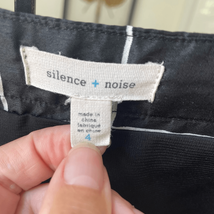 silence + noise
made in
china
fabriqué
en chine
4